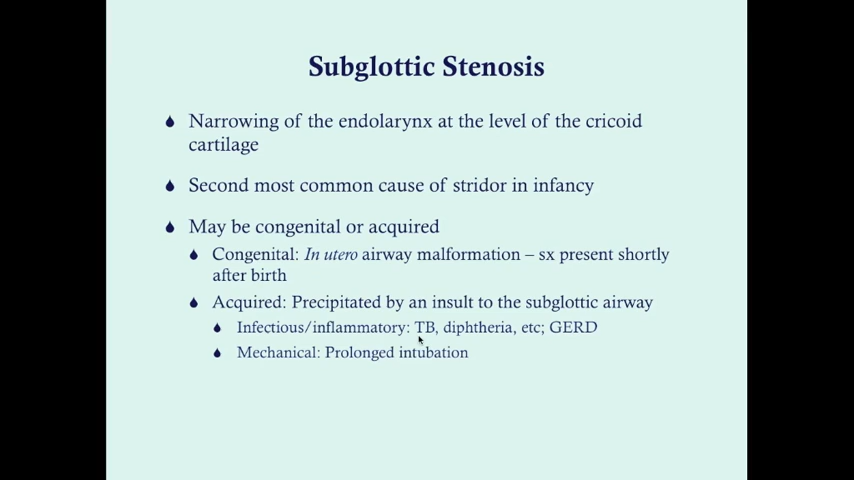 Subglottic Stenosis
Narrowing of the endolarynx at the level of the cricoid
cartilage
Second most common cause of stridor in infancy
May be congenital or acquired
Congenital: In utero airway malformation – sx present shortly
after birth
Acquired: Precipitated by an insult to the subglottic airway
Infectious/inflammatory: TB, diphtheria, etc; GERD
Mechanical: Prolonged intubation